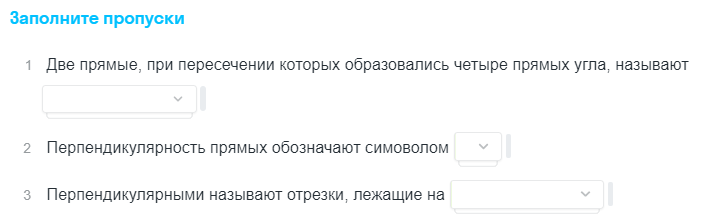 Заполните пропуски
1 Две прямые, при пересечении которых образовались четыре прямых угла, называют
2 Перпендикулярность прямых обозначают симоволом
3 Перпендикулярными называют отрезки, лежащие на